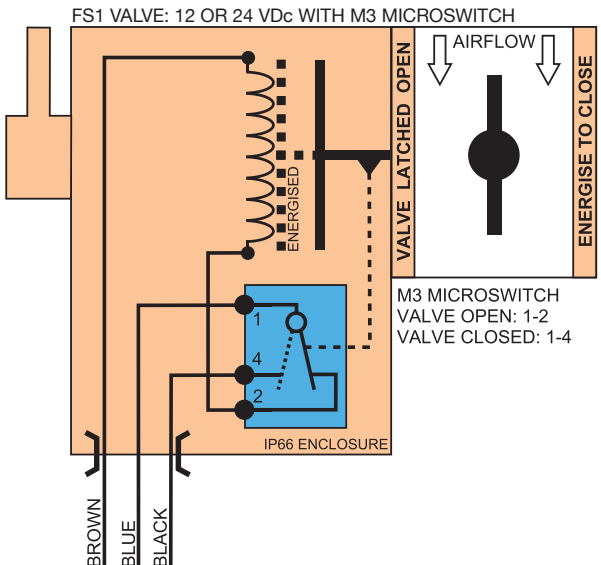 FS1 VALVE: 12 OR 24 VDc WITH M3 MICROSWITCH
AIRFLOW
VALVE LATCHED OPEN
ENERGISE TO CLOSE
ENERGISED
M3 MICROSWITCH
VALVE OPEN: 1-2
VALVE CLOSED: 1-4
1
4
2
IP66 ENCLOSURE
BROWN
BLUE
BLACK